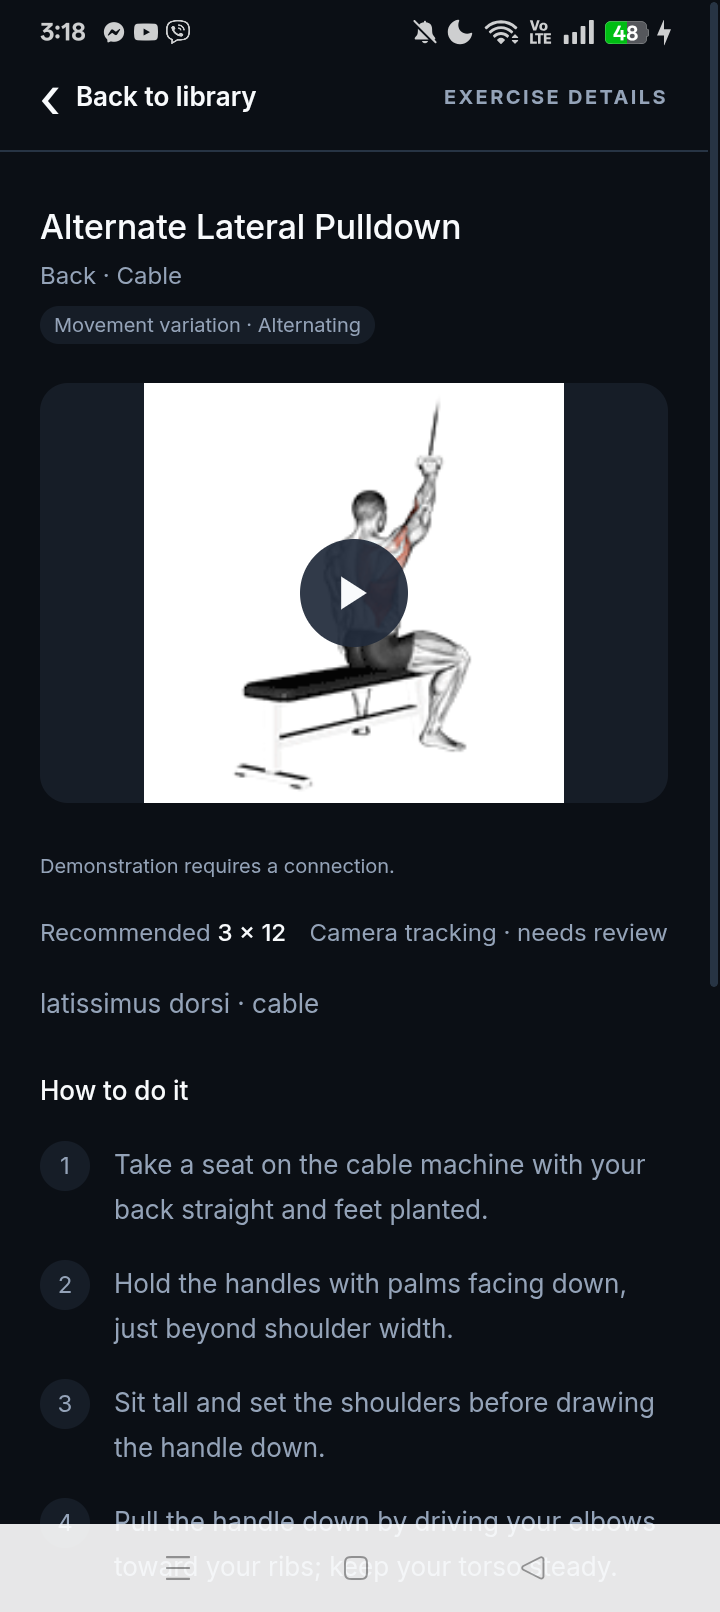 3:18
Vo
LTE
48
Back to library
EXERCISE DETAILS
Alternate Lateral Pulldown
Back · Cable
Movement variation · Alternating
Demonstration requires a connection.
Recommended 3 × 12 Camera tracking · needs review
latissimus dorsi · cable
How to do it
1 Take a seat on the cable machine with your
back straight and feet planted.
2 Hold the handles with palms facing down,
just beyond shoulder width.
3 Sit tall and set the shoulders before drawing
the handle down.
4 Pull the handle down by driving your elbows
toward your ribs; keep your torso steady.